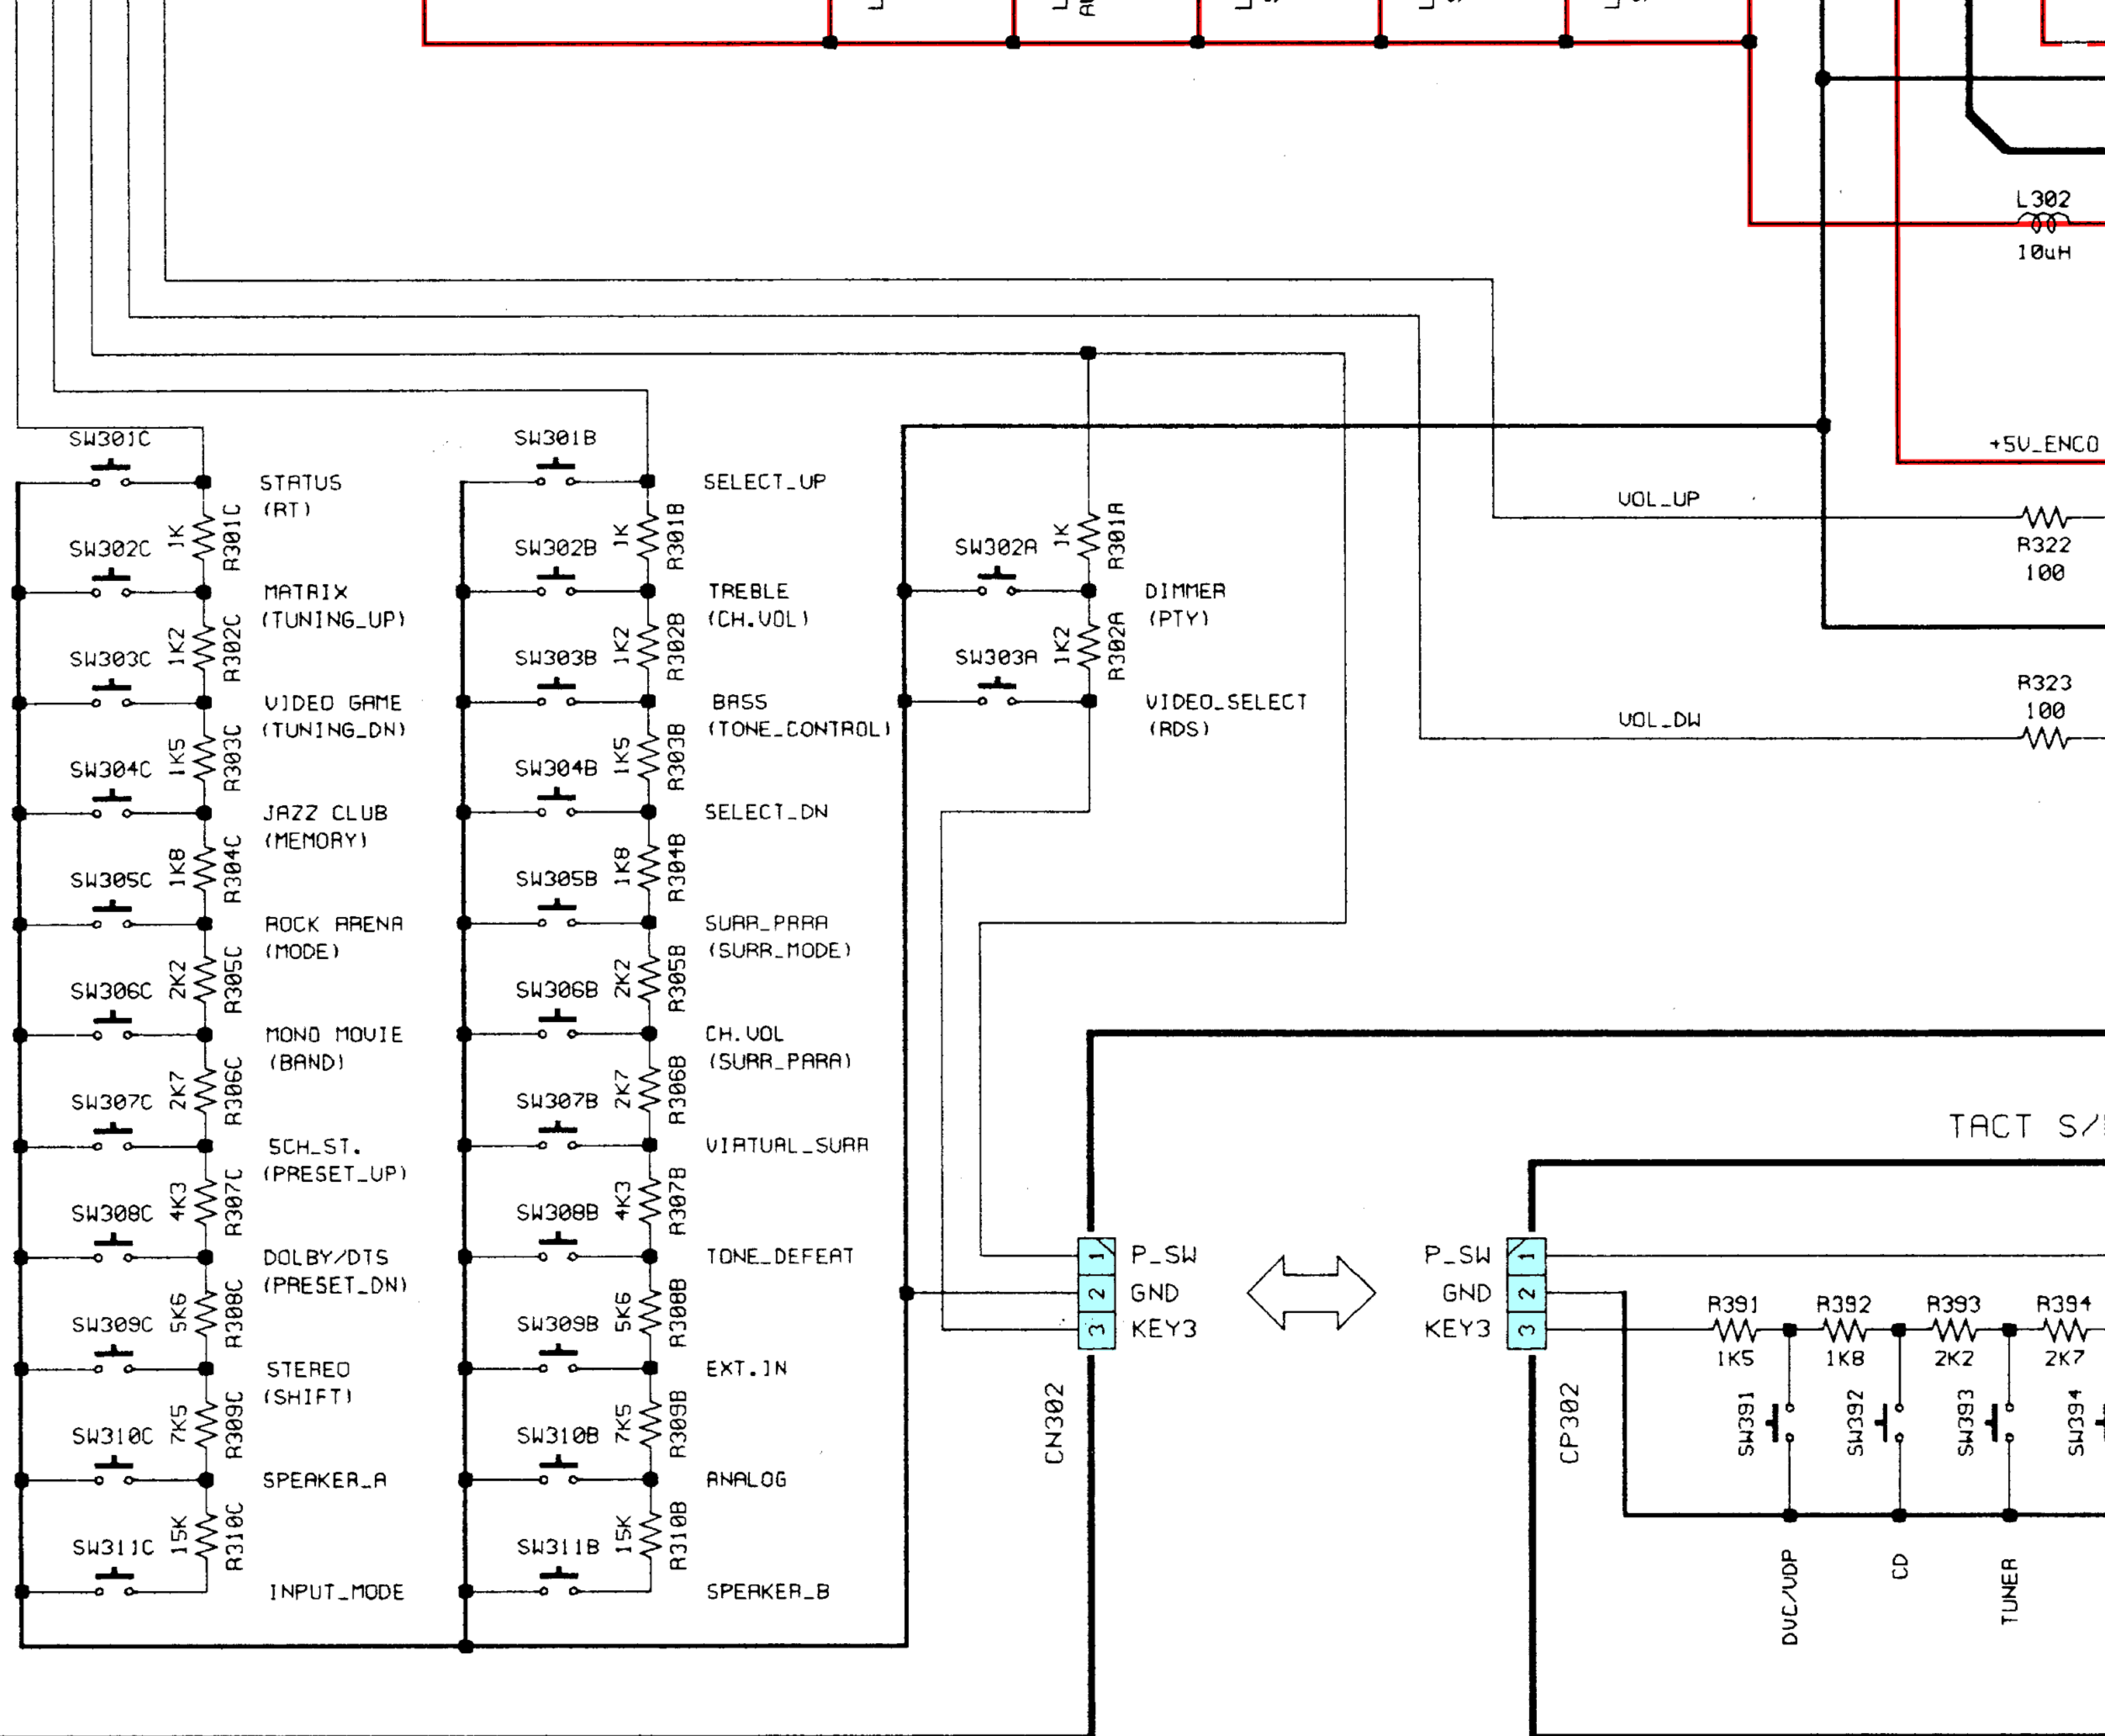 L302
10uH
+5V_ENCO
VOL_UP
R322
100
R323
100
VOL_DW
SW301C
STATUS
(RT)
1K
R301C
SW302C
MATRIX
(TUNING_UP)
1K2
R302C
SW303C
VIDEO GAME
(TUNING_DN)
1K5
R303C
SW304C
JAZZ CLUB
(MEMORY)
1K8
R304C
SW305C
ROCK ARENA
(MODE)
2K2
R305C
SW306C
MONO MOVIE
(BAND)
2K7
R306C
SW307C
5CH_ST.
(PRESET_UP)
4K3
R307C
SW308C
DOLBY/DTS
(PRESET_DN)
5K6
R308C
SW309C
STEREO
(SHIFT)
7K5
R309C
SW310C
SPEAKER_A
15K
R310C
SW311C
INPUT_MODE
SW301B
SELECT_UP
1K
R301B
SW302B
TREBLE
(CH.VOL)
1K2
R302B
SW303B
BASS
(TONE_CONTROL)
1K5
R303B
SW304B
SELECT_DN
1K8
R304B
SW305B
SURR_PARA
(SURR_MODE)
2K2
R305B
SW306B
CH.VOL
(SURR_PARA)
2K7
R306B
SW307B
VIRTUAL_SURR
4K3
R307B
SW308B
TONE_DEFEAT
5K6
R308B
SW309B
EXT.IN
7K5
R309B
SW310B
ANALOG
15K
R310B
SW311B
SPEAKER_B
1K
R301A
SW302A
DIMMER
(PTY)
1K2
R302A
SW303A
VIDEO_SELECT
(RDS)
1 P_SW
2 GND
3 KEY3
CN302
TACT S/
P_SW 1
GND 2
KEY3 3
CP302
R391
1K5
R392
1K8
R393
2K2
R394
2K7
SW391
SW392
SW393
SW394
DVC/VDP
CD
TUNER